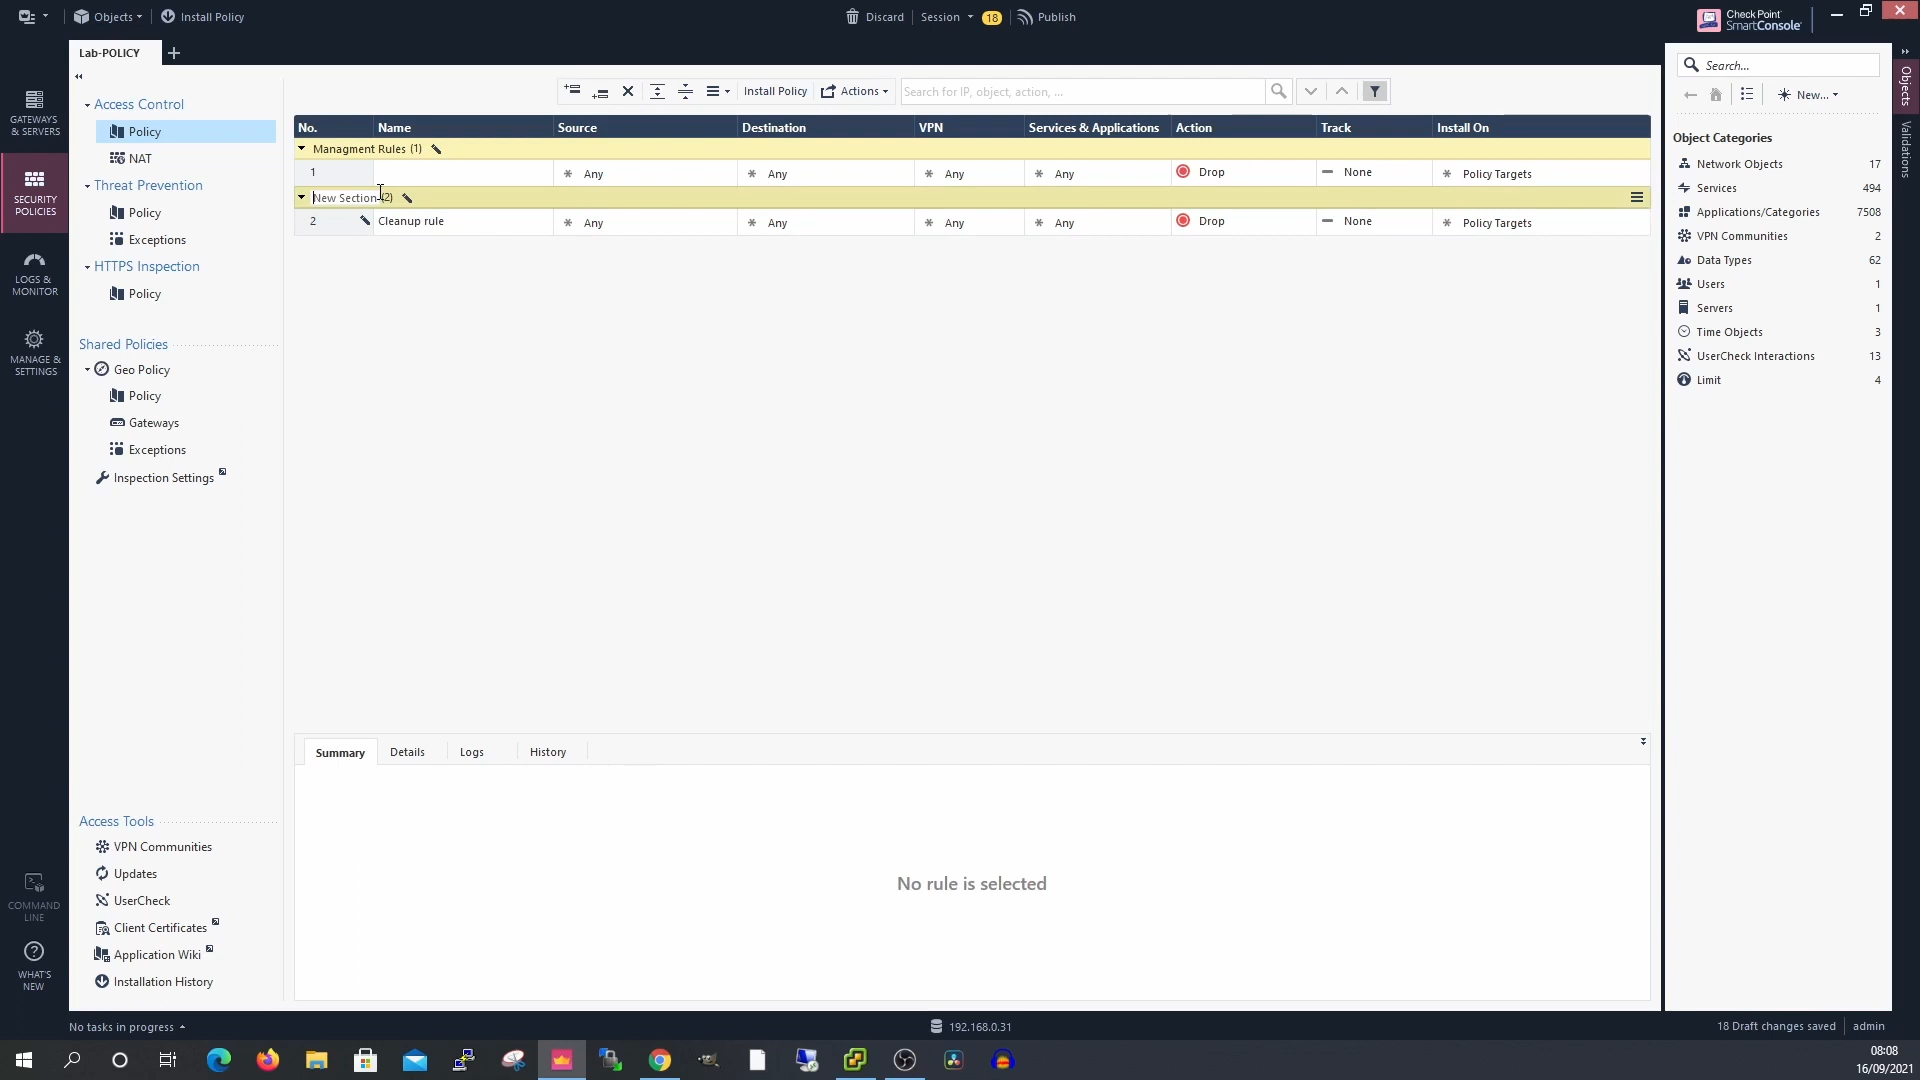 Objects
Install Policy
Discard
Session
18
Publish
Check Point
SmartConsole
Lab-POLICY
GATEWAYS
& SERVERS
SECURITY
POLICIES
LOGS &
MONITOR
MANAGE &
SETTINGS
COMMAND
LINE
WHAT'S
NEW
Access Control
Policy
NAT
Threat Prevention
Policy
Exceptions
HTTPS Inspection
Policy
Shared Policies
Geo Policy
Policy
Gateways
Exceptions
Inspection Settings
Access Tools
VPN Communities
Updates
UserCheck
Client Certificates
Application Wiki
Installation History
Install Policy
Actions
Search for IP, object, action, ...
No. Name Source Destination VPN Services & Applications Action Track Install On
Managment Rules (1)
1 Any Any Any Any Drop None Policy Targets
New Section (2)
2 Cleanup rule Any Any Any Any Drop None Policy Targets
Summary Details Logs History
No rule is selected
Search...
New...
Object Categories
Network Objects 17
Services 494
Applications/Categories 7508
VPN Communities 2
Data Types 62
Users 1
Servers 1
Time Objects 3
UserCheck Interactions 13
Limit 4
Objects
Validations
No tasks in progress
192.168.0.31
18 Draft changes saved
admin
08:08
16/09/2021